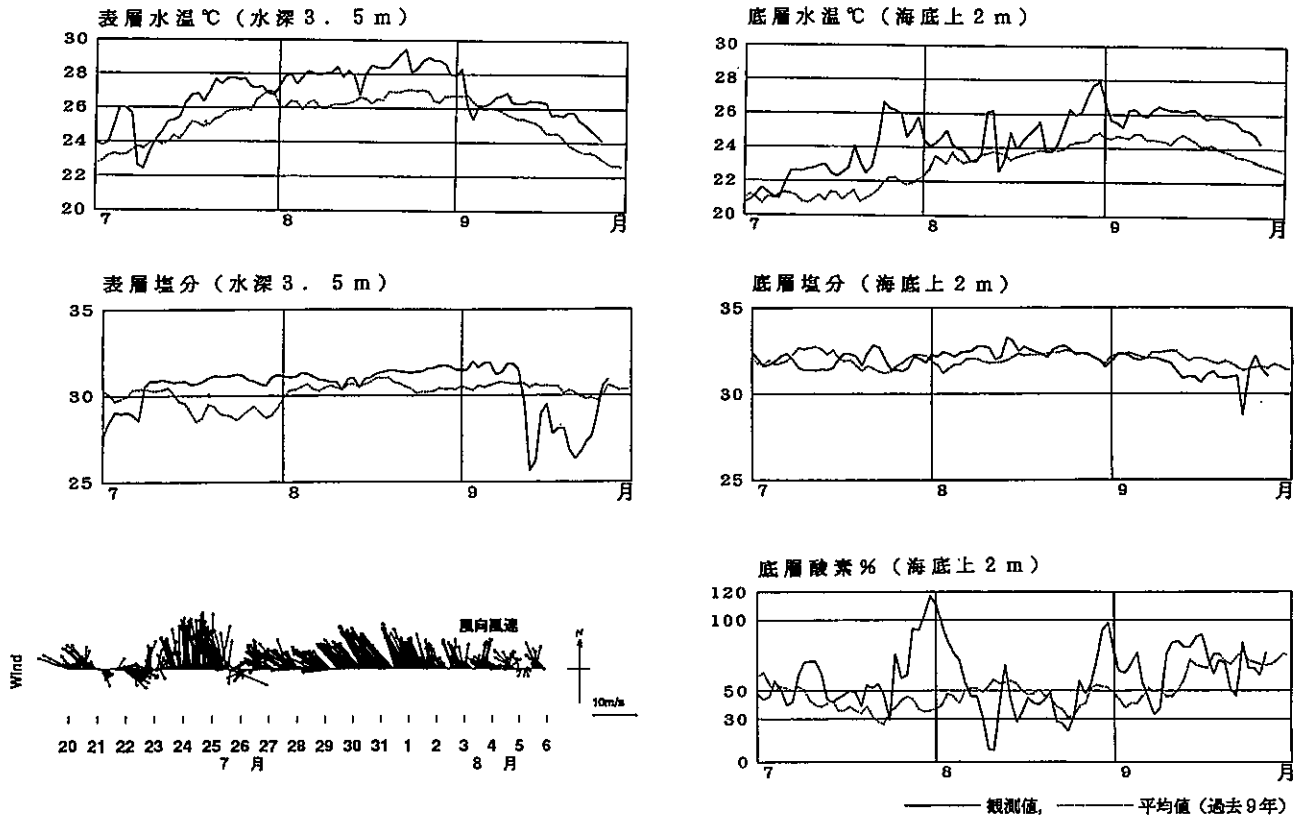 表層水温℃（水深3．5m）
30
28
26
24
22
20
7
8
9
月
底層水温℃（海底上2m）
30
28
26
24
22
20
7
8
9
月
表層塩分（水深3．5m）
35
30
25
7
8
9
月
底層塩分（海底上2m）
35
30
25
7
8
9
月
Wind
風向風速
N
10m/s
20 21 22 23 24 25 26 27 28 29 30 31 1 2 3 4 5 6
7月
8月
底層酸素%（海底上2m）
120
100
50
30
0
7
8
9
月
観測値, 平均値（過去9年）